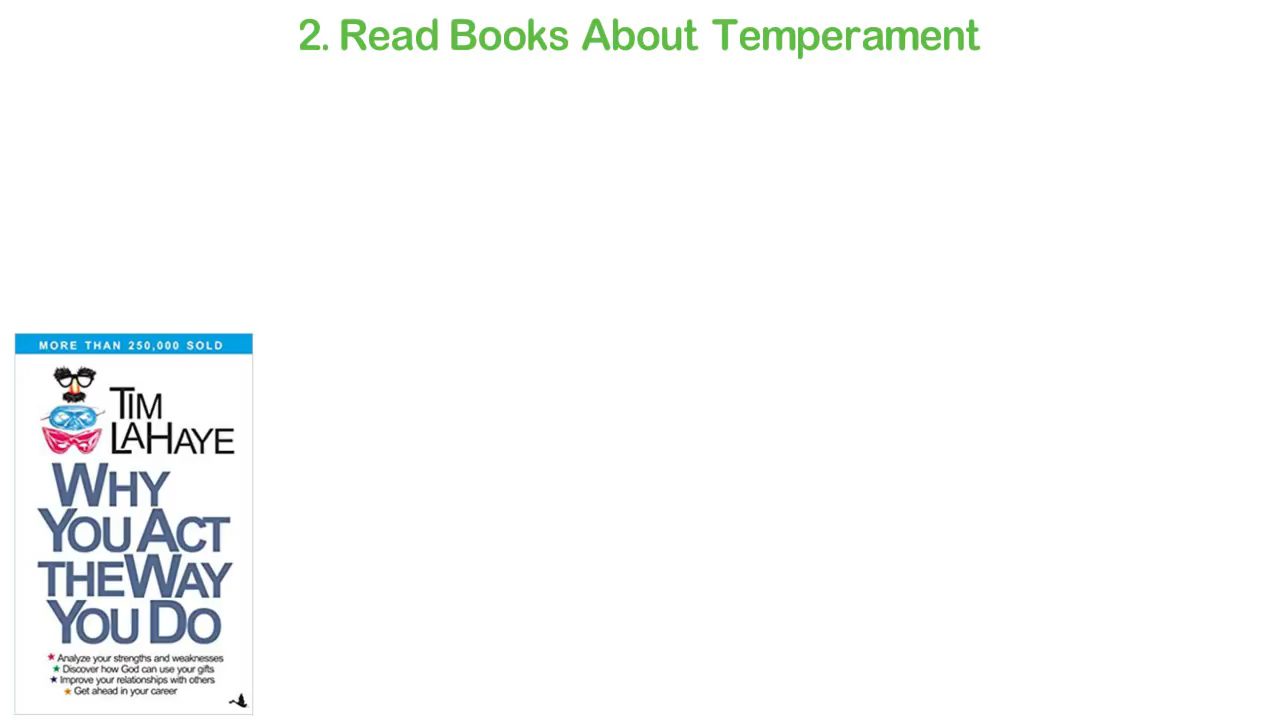 2. Read Books About Temperament
MORE THAN 250,000 SOLD
TIM
LAHAYE
WHY
YOU ACT
THE WAY
YOU DO
Analyze your strengths and weaknesses
Discover how God can use your gifts
Improve your relationships with others
Get ahead in your career